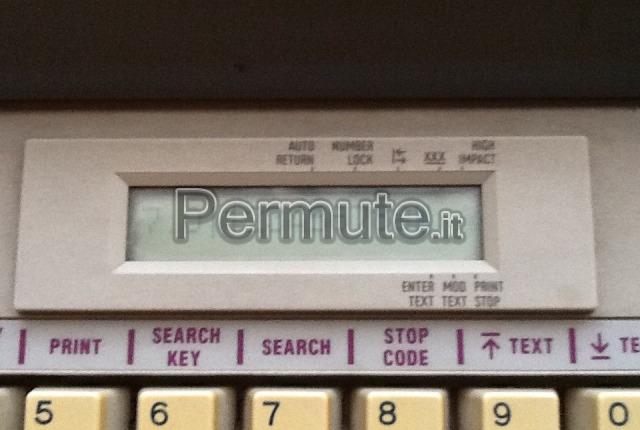 AUTO NUMBER HIGH
RETURN LOCK XXX IMPACT
Permute.it
ENTER MOD PRINT
TEXT TEXT STOP
PRINT SEARCH KEY SEARCH STOP CODE TEXT TE
5 6 7 8 9 0